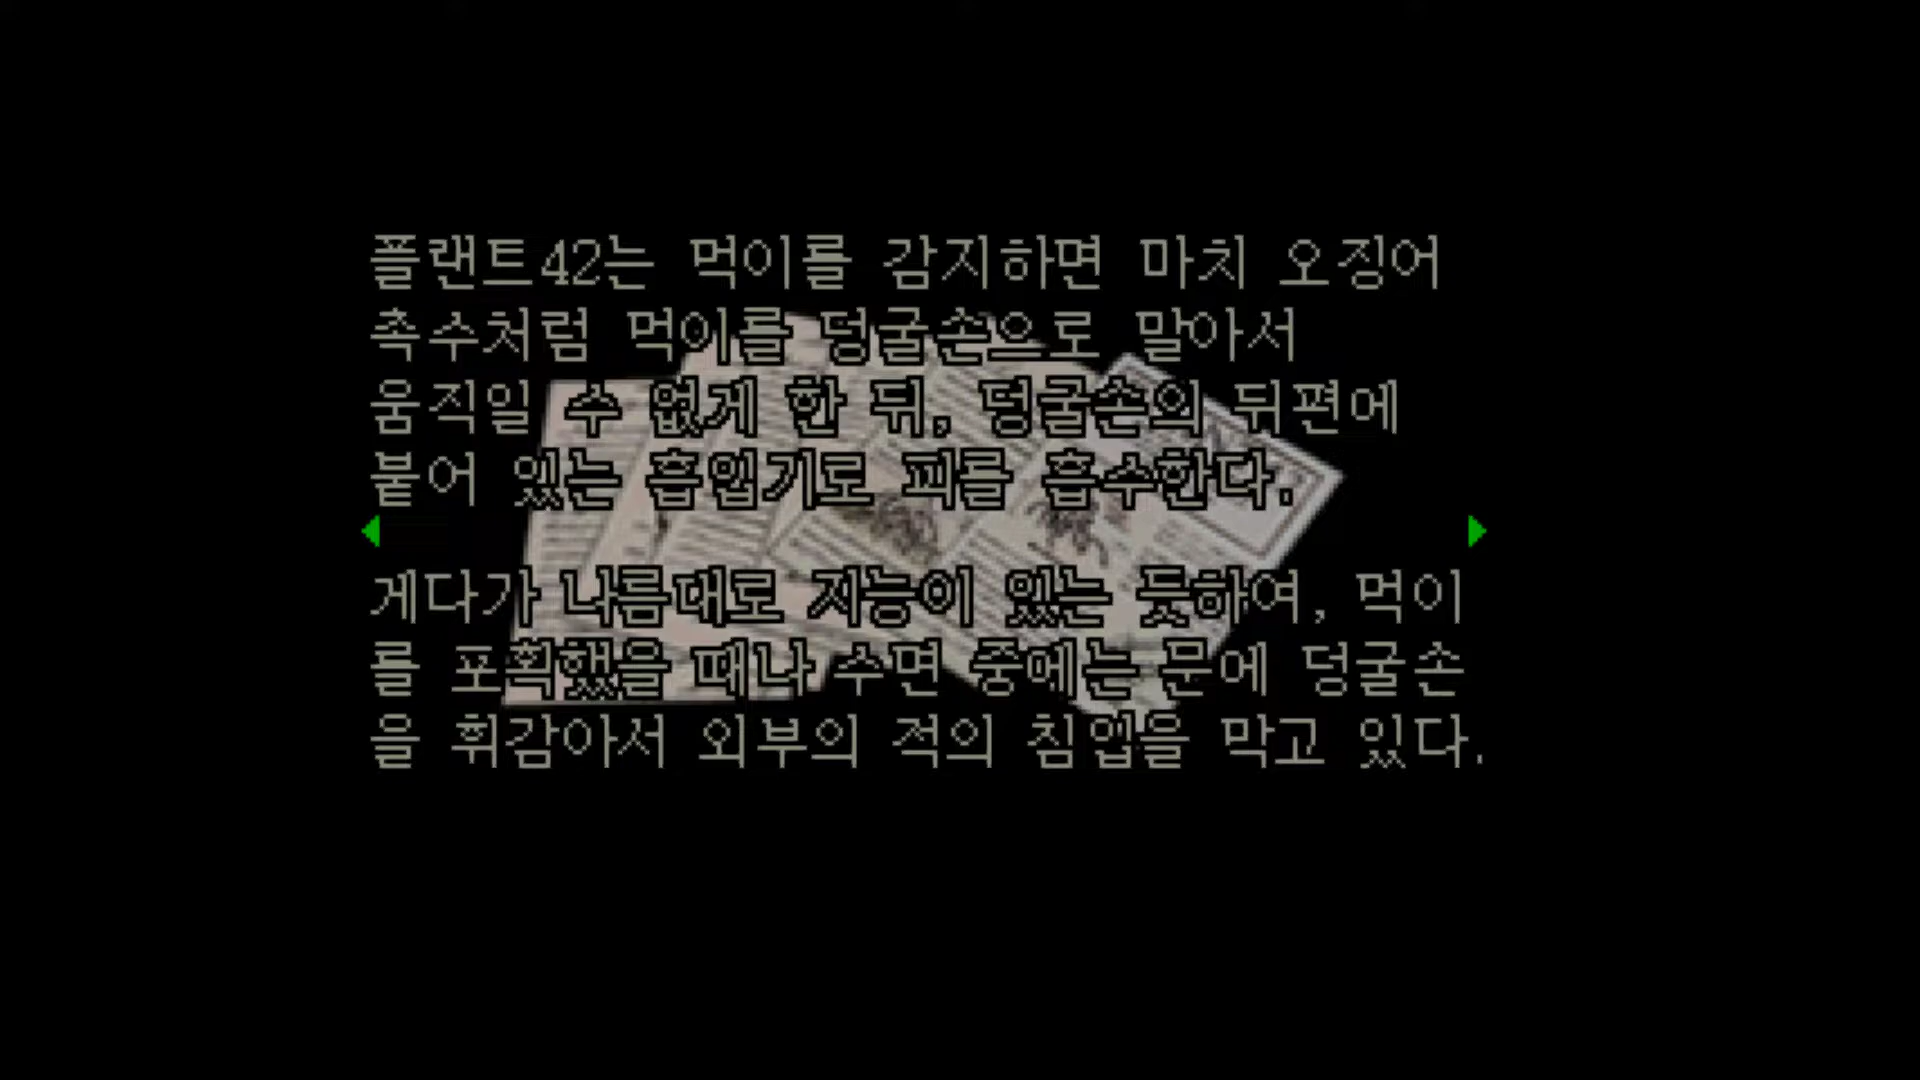 플랜트42는 먹이를 감지하면 마치 오징어
촉수처럼 먹이를 덩굴손으로 말아서
움직일 수 없게 한 뒤, 덩굴손의 뒤편에
붙어 있는 흡입기로 피를 흡수한다.
게다가 나름대로 지능이 있는 듯하여, 먹이
를 포획했을 때나 수면 중에는 문에 덩굴손
을 휘감아서 외부의 적의 침입을 막고 있다.